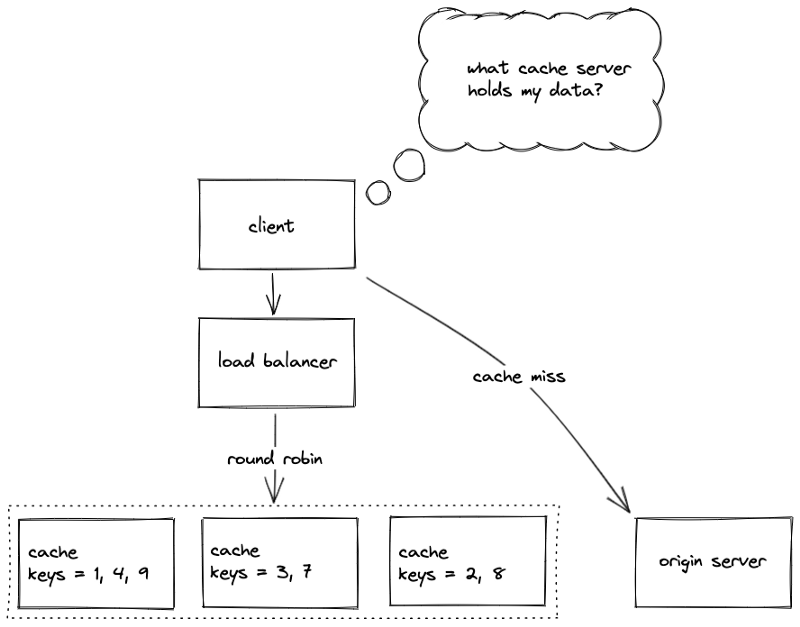 what cache server
holds my data?
client
load balancer
cache miss
round robin
cache
keys = 1, 4, 9
cache
keys = 3, 7
cache
keys = 2, 8
origin server